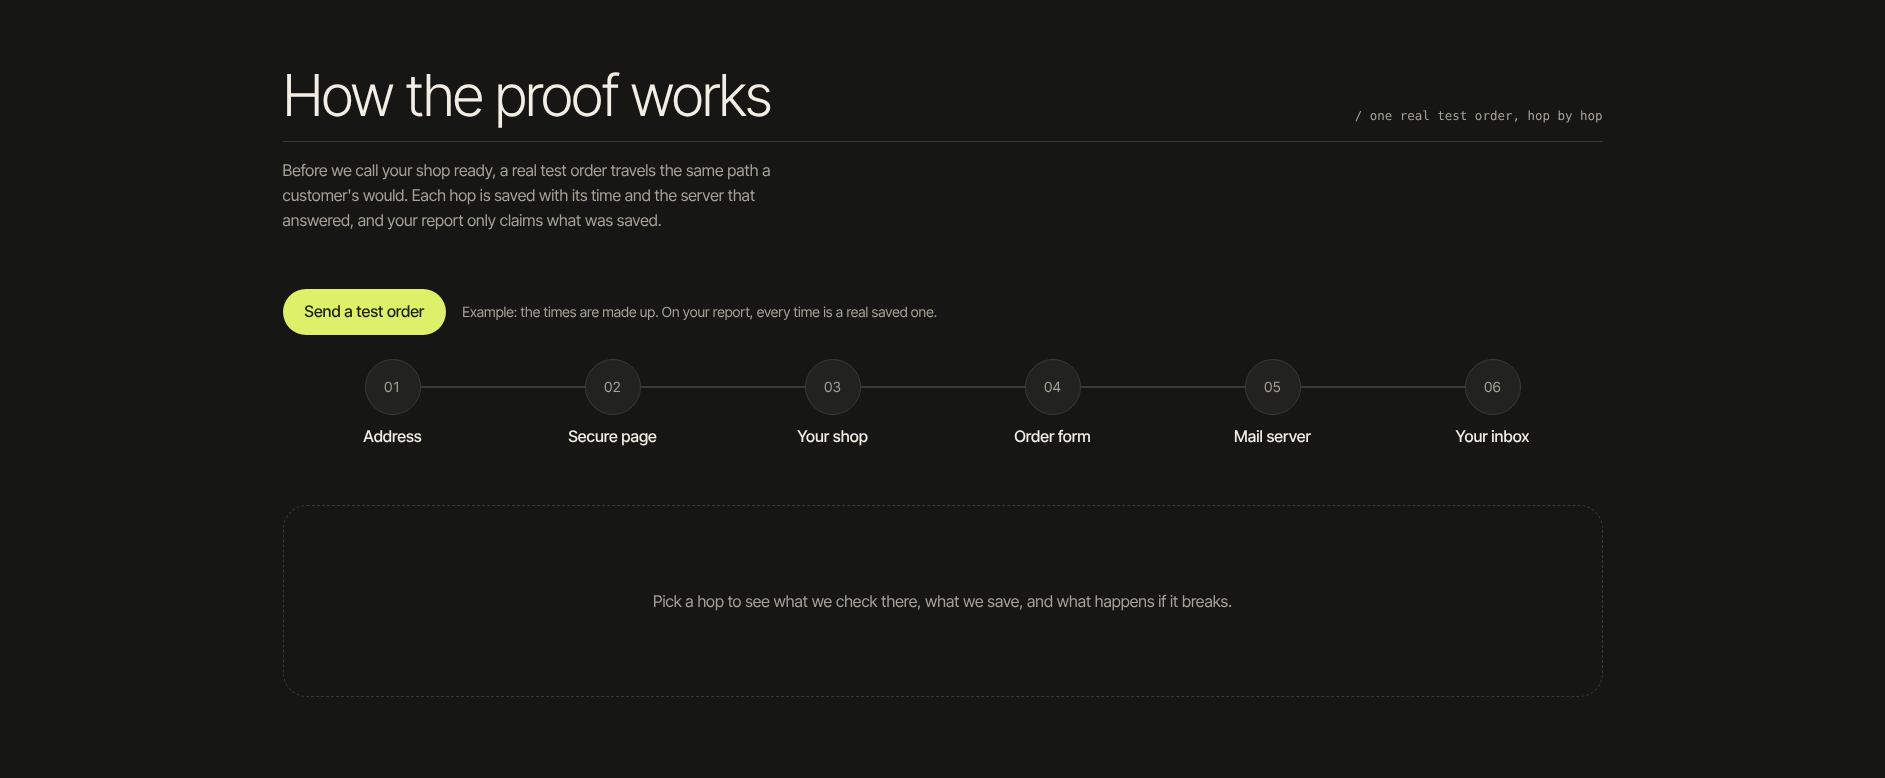 How the proof works
/ one real test order, hop by hop
Before we call your shop ready, a real test order travels the same path a
customer's would. Each hop is saved with its time and the server that
answered, and your report only claims what was saved.
Send a test order
Example: the times are made up. On your report, every time is a real saved one.
01 02 03 04 05 06
Address Secure page Your shop Order form Mail server Your inbox
Pick a hop to see what we check there, what we save, and what happens if it breaks.